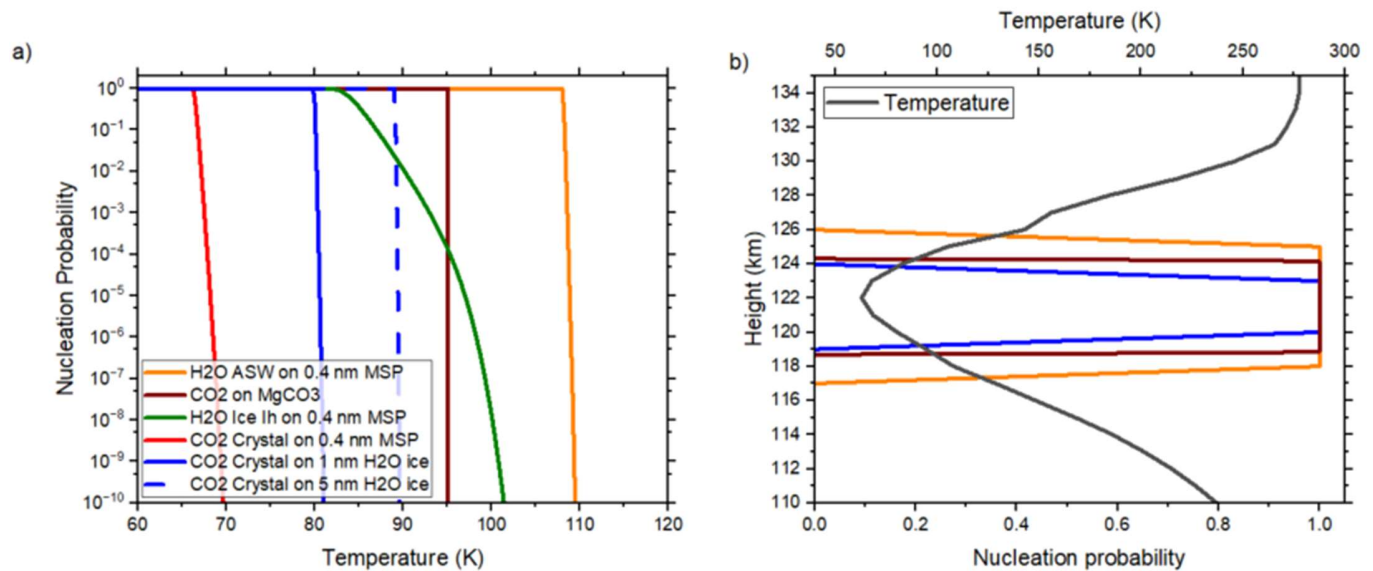 a)
Nucleation Probability
10⁰
10⁻¹
10⁻²
10⁻³
10⁻⁴
10⁻⁵
10⁻⁶
10⁻⁷
10⁻⁸
10⁻⁹
10⁻¹⁰
H2O ASW on 0.4 nm MSP
CO2 on MgCO3
H2O Ice Ih on 0.4 nm MSP
CO2 Crystal on 0.4 nm MSP
CO2 Crystal on 1 nm H2O ice
CO2 Crystal on 5 nm H2O ice
60 70 80 90 100 110 120
Temperature (K)
b)
Temperature (K)
50 100 150 200 250 300
Temperature
Height (km)
134
132
130
128
126
124
122
120
118
116
114
112
110
0.0 0.2 0.4 0.6 0.8 1.0
Nucleation probability